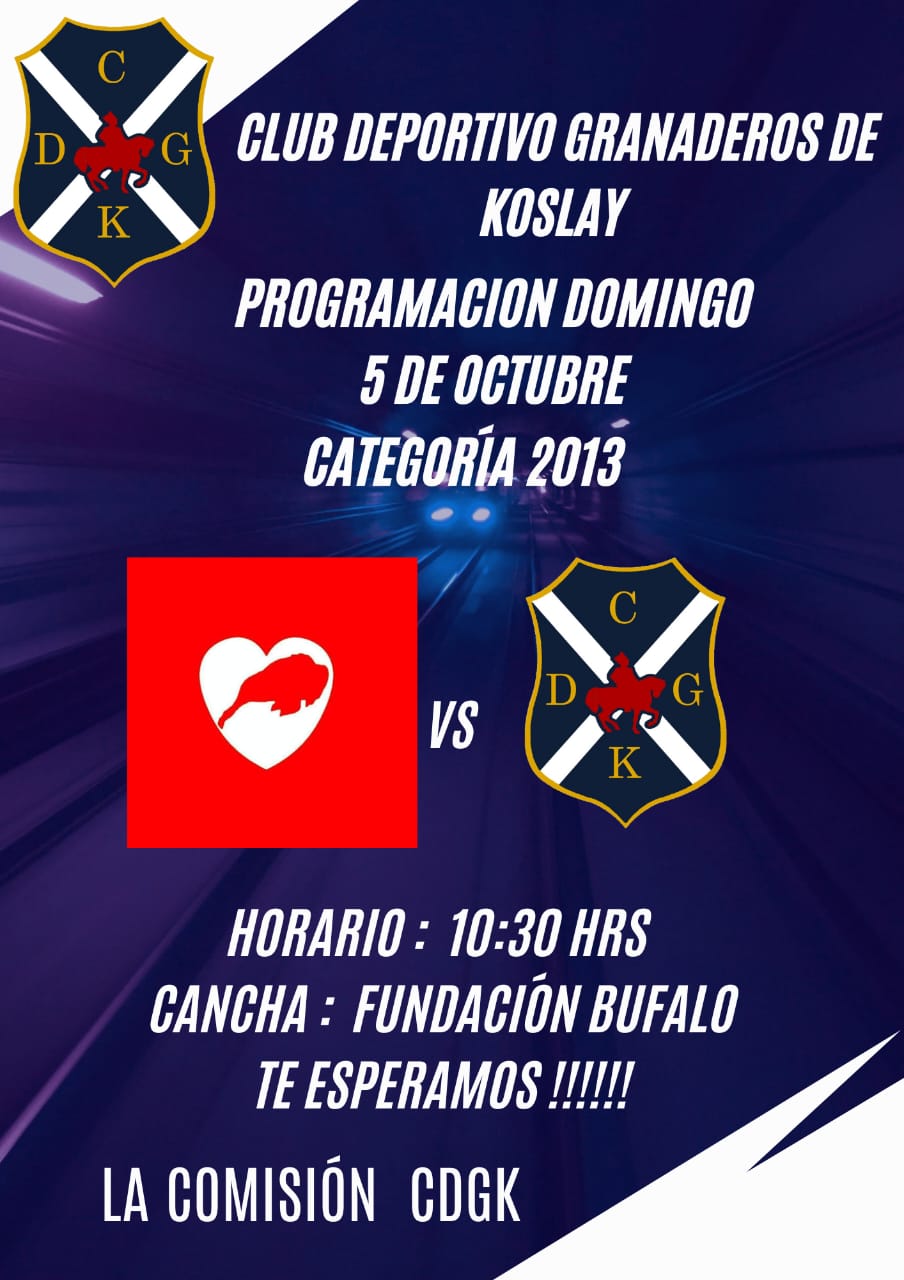 C
D G
K
CLUB DEPORTIVO GRANADEROS DE
KOSLAY
PROGRAMACION DOMINGO
5 DE OCTUBRE
CATEGORÍA 2013
VS
C
D G
K
HORARIO : 10:30 HRS
CANCHA : FUNDACIÓN BUFALO
TE ESPERAMOS !!!!!!
LA COMISIÓN CDGK